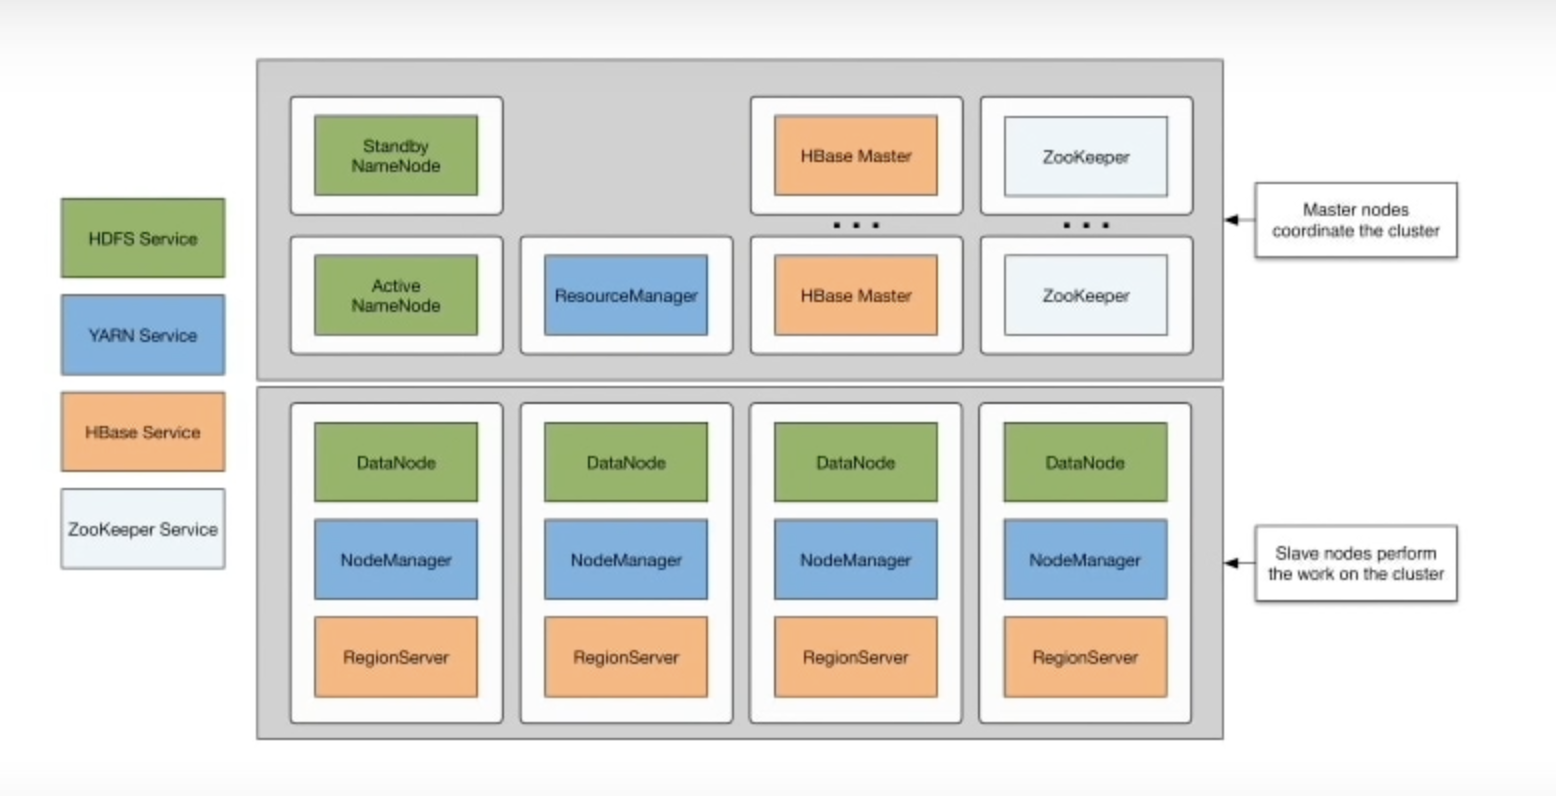 HDFS Service
YARN Service
HBase Service
ZooKeeper Service
Standby
NameNode
HBase Master
ZooKeeper
. . .
. . .
Active
NameNode
ResourceManager
HBase Master
ZooKeeper
Master nodes
coordinate the cluster
DataNode
DataNode
DataNode
DataNode
NodeManager
NodeManager
NodeManager
NodeManager
RegionServer
RegionServer
RegionServer
RegionServer
Slave nodes perform
the work on the cluster